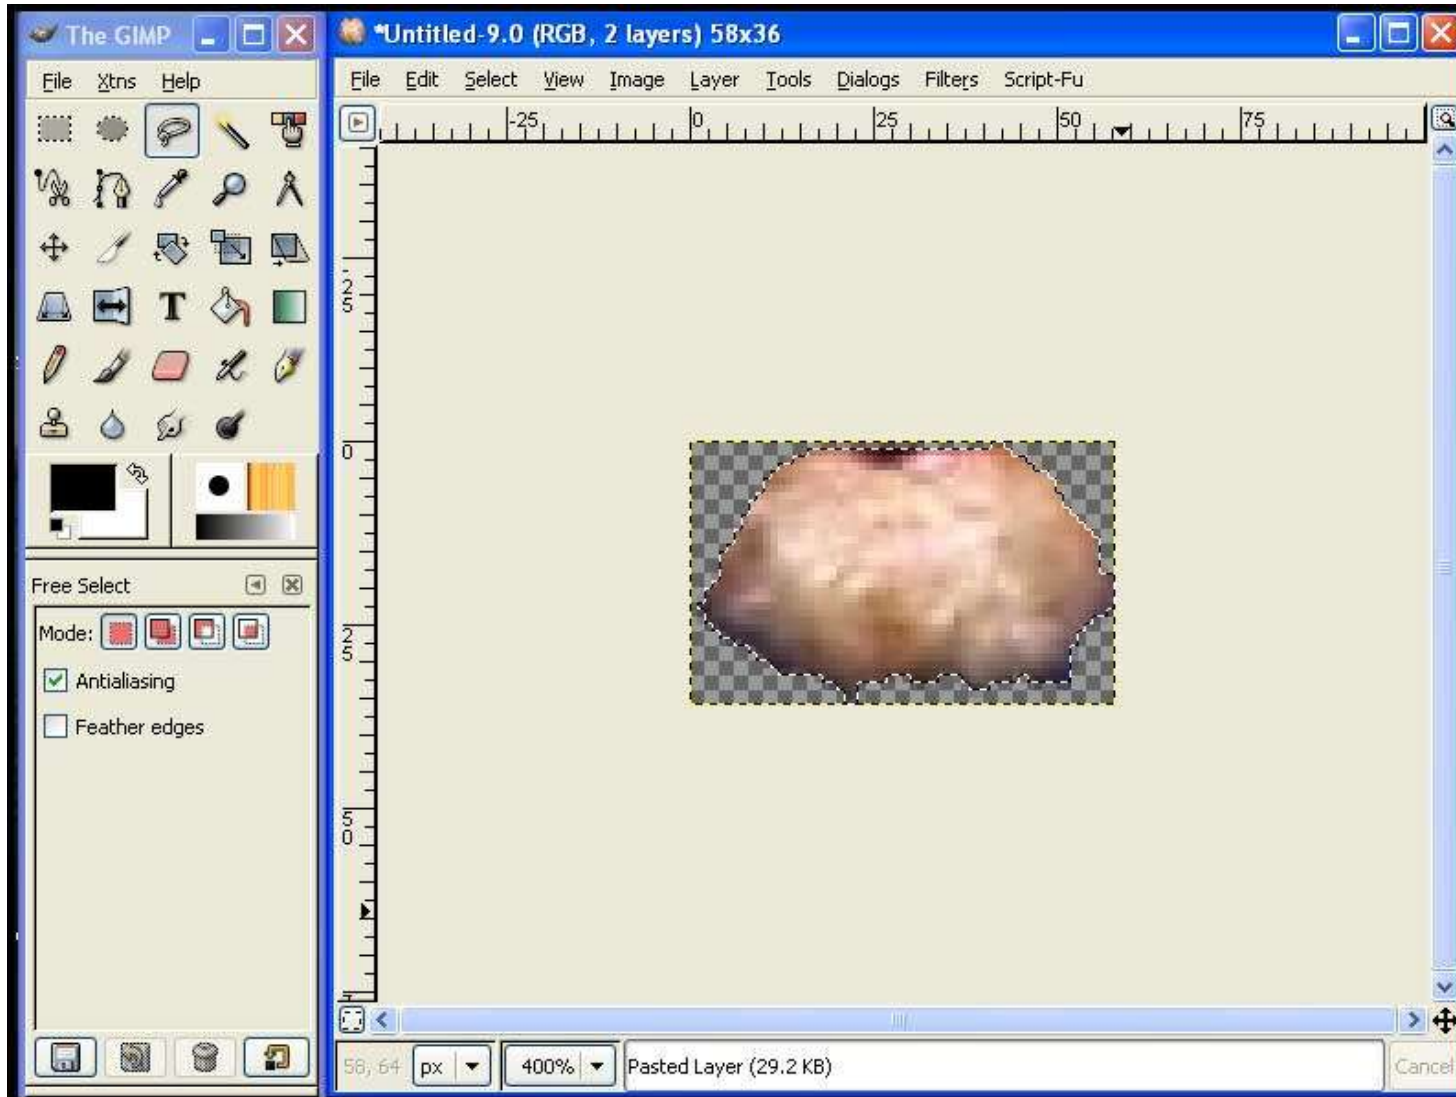 The GIMP
File Xtns Help
Free Select
Mode:
Antialiasing
Feather edges
*Untitled-9.0 (RGB, 2 layers) 58x36
File Edit Select View Image Layer Tools Dialogs Filters Script-Fu
-25 0 25 50 75
-25
0
25
50
58, 64 px 400% Pasted Layer (29.2 KB) Cancel